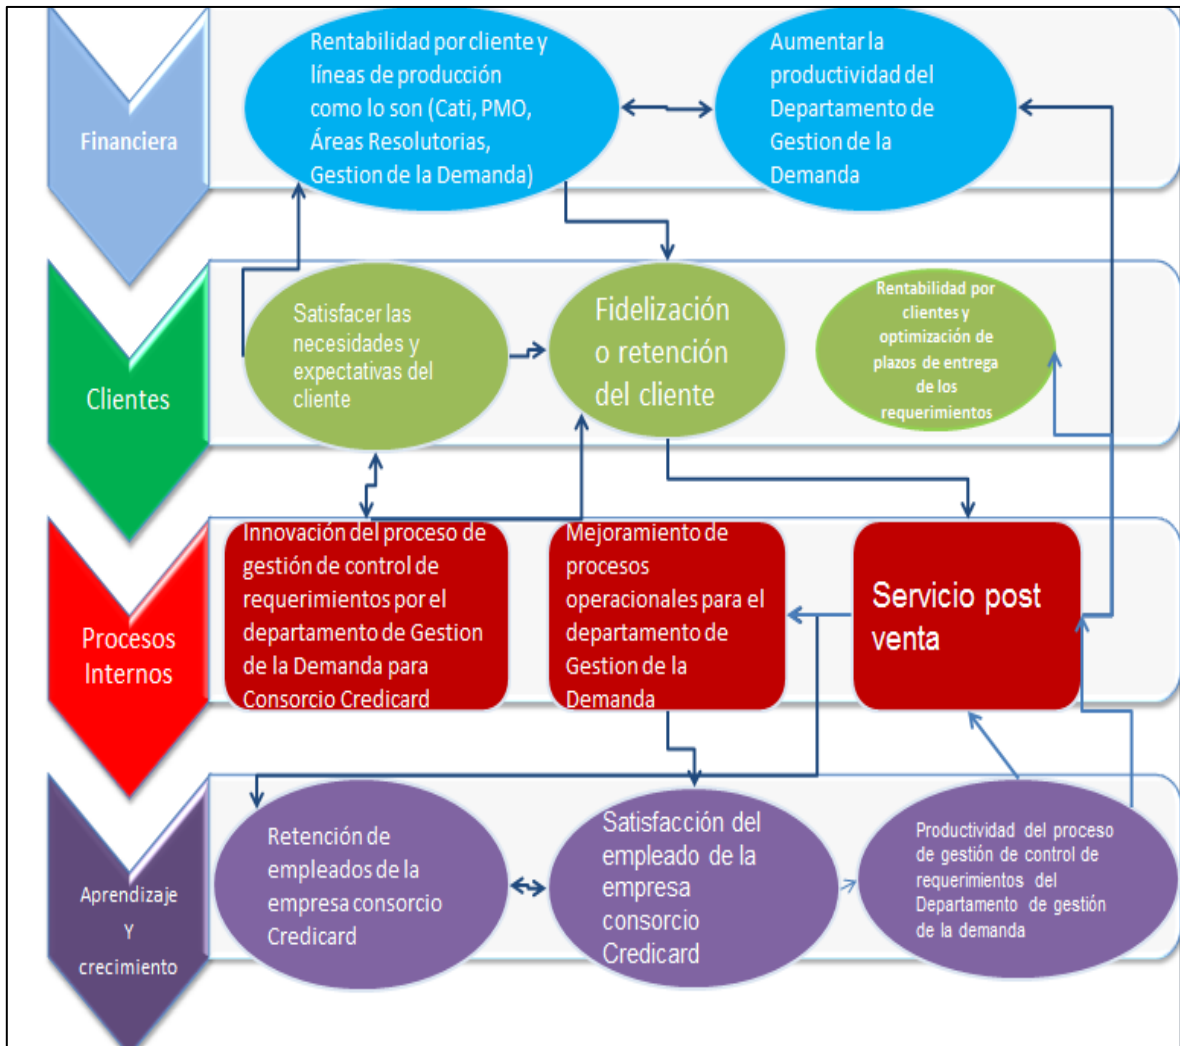 Financiera
Rentabilidad por cliente y
líneas de producción
como lo son (Cati, PMO,
Áreas Resolutorias,
Gestion de la Demanda)
Aumentar la
productividad del
Departamento de
Gestion de la
Demanda
Clientes
Satisfacer las
necesidades y
expectativas del
cliente
Fidelización
o retención
del cliente
Rentabilidad por
clientes y
optimización de
plazos de entrega
de los
requerimientos
Procesos
Internos
Innovación del proceso de
gestión de control de
requerimientos por el
departamento de Gestion
de la Demanda para
Consorcio Credicard
Mejoramiento de
procesos
operacionales para el
departamento de
Gestion de la
Demanda
Servicio post
venta
Aprendizaje
Y
crecimiento
Retención de
empleados de la
empresa consorcio
Credicard
Satisfacción del
empleado de la
empresa
consorcio
Credicard
Productividad del proceso
de gestión de control de
requerimientos del
Departamento de gestión
de la demanda